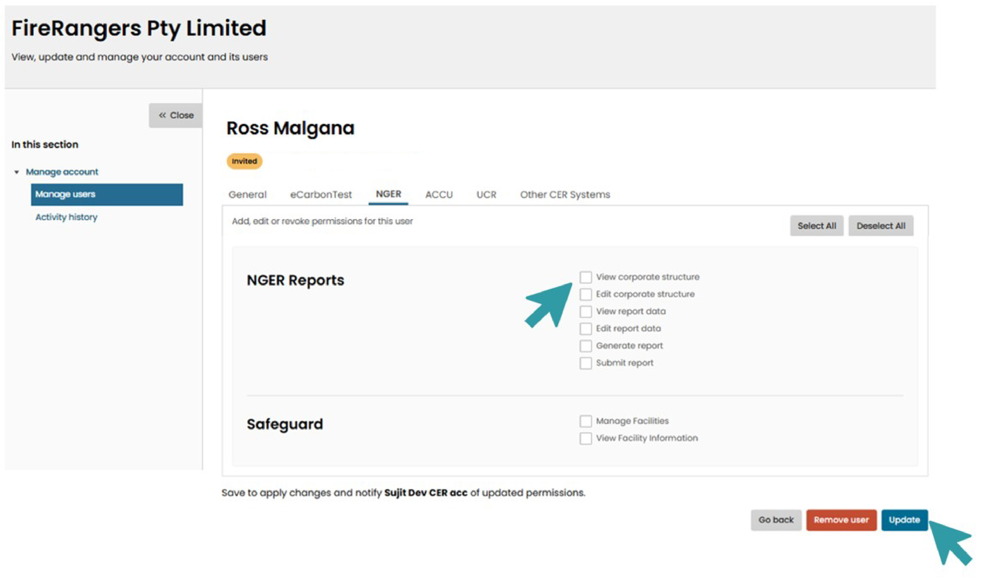 FireRangers Pty Limited
View, update and manage your account and its users
« Close
In this section
Manage account
Manage users
Activity history
Ross Malgana
Invited
General eCarbonTest NGER ACCU UCR Other CER Systems
Add, edit or revoke permissions for this user
Select All Deselect All
NGER Reports
View corporate structure
Edit corporate structure
View report data
Edit report data
Generate report
Submit report
Safeguard
Manage Facilities
View Facility Information
Save to apply changes and notify Sujit Dev CER acc of updated permissions.
Go back Remove user Update